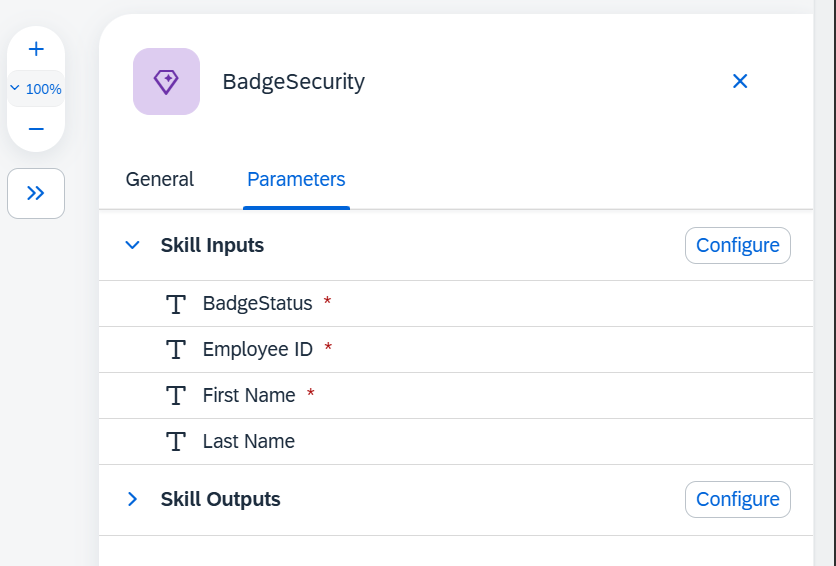 100%
BadgeSecurity
General Parameters
Skill Inputs Configure
BadgeStatus *
Employee ID *
First Name *
Last Name
Skill Outputs Configure